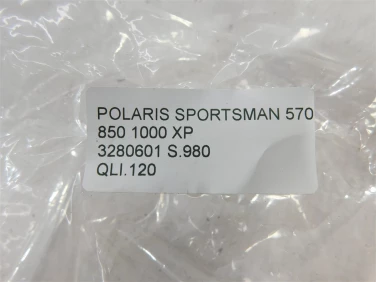 POLARIS SPORTSMAN 570
850 1000 XP
3280601 S.980
QLI.120